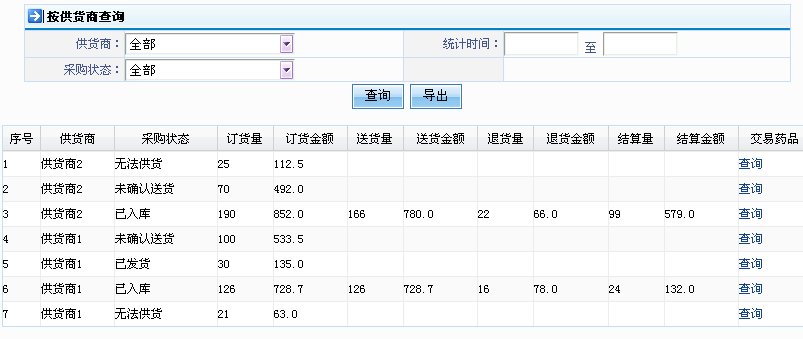 按供货商查询
供货商： 全部 统计时间： 至
采购状态： 全部
查询 导出
序号 供货商 采购状态 订货量 订货金额 送货量 送货金额 退货量 退货金额 结算量 结算金额 交易药品
1 供货商2 无法供货 25 112.5 查询
2 供货商2 未确认送货 70 492.0 查询
3 供货商2 已入库 190 852.0 166 780.0 22 66.0 99 579.0 查询
4 供货商1 未确认送货 100 533.5 查询
5 供货商1 已发货 30 135.0 查询
6 供货商1 已入库 126 728.7 126 728.7 16 78.0 24 132.0 查询
7 供货商1 无法供货 21 63.0 查询